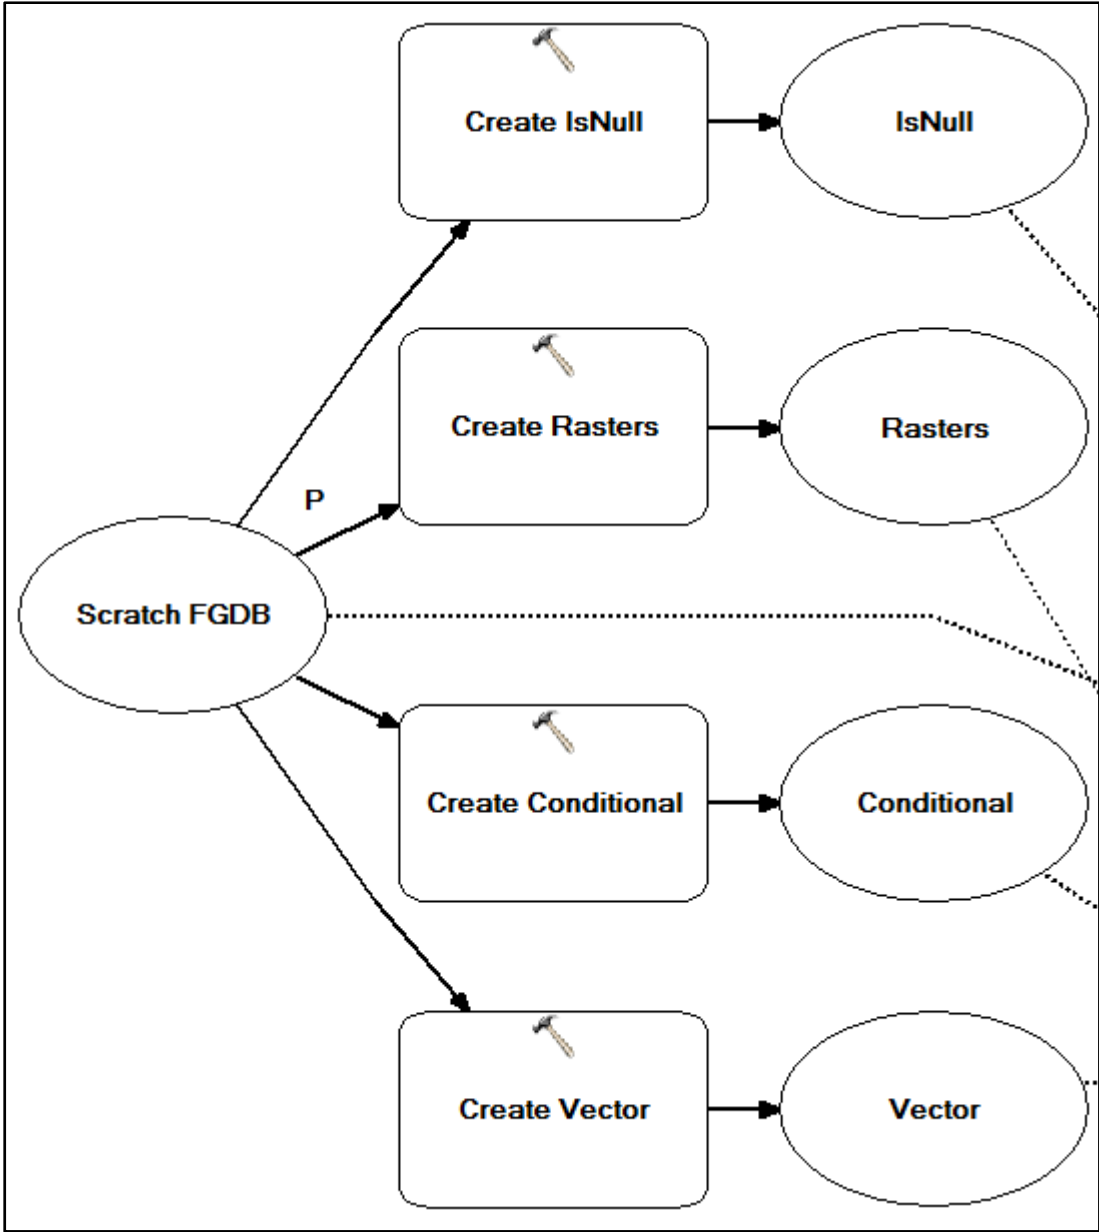 Create IsNull
IsNull
Create Rasters
Rasters
P
Scratch FGDB
Create Conditional
Conditional
Create Vector
Vector